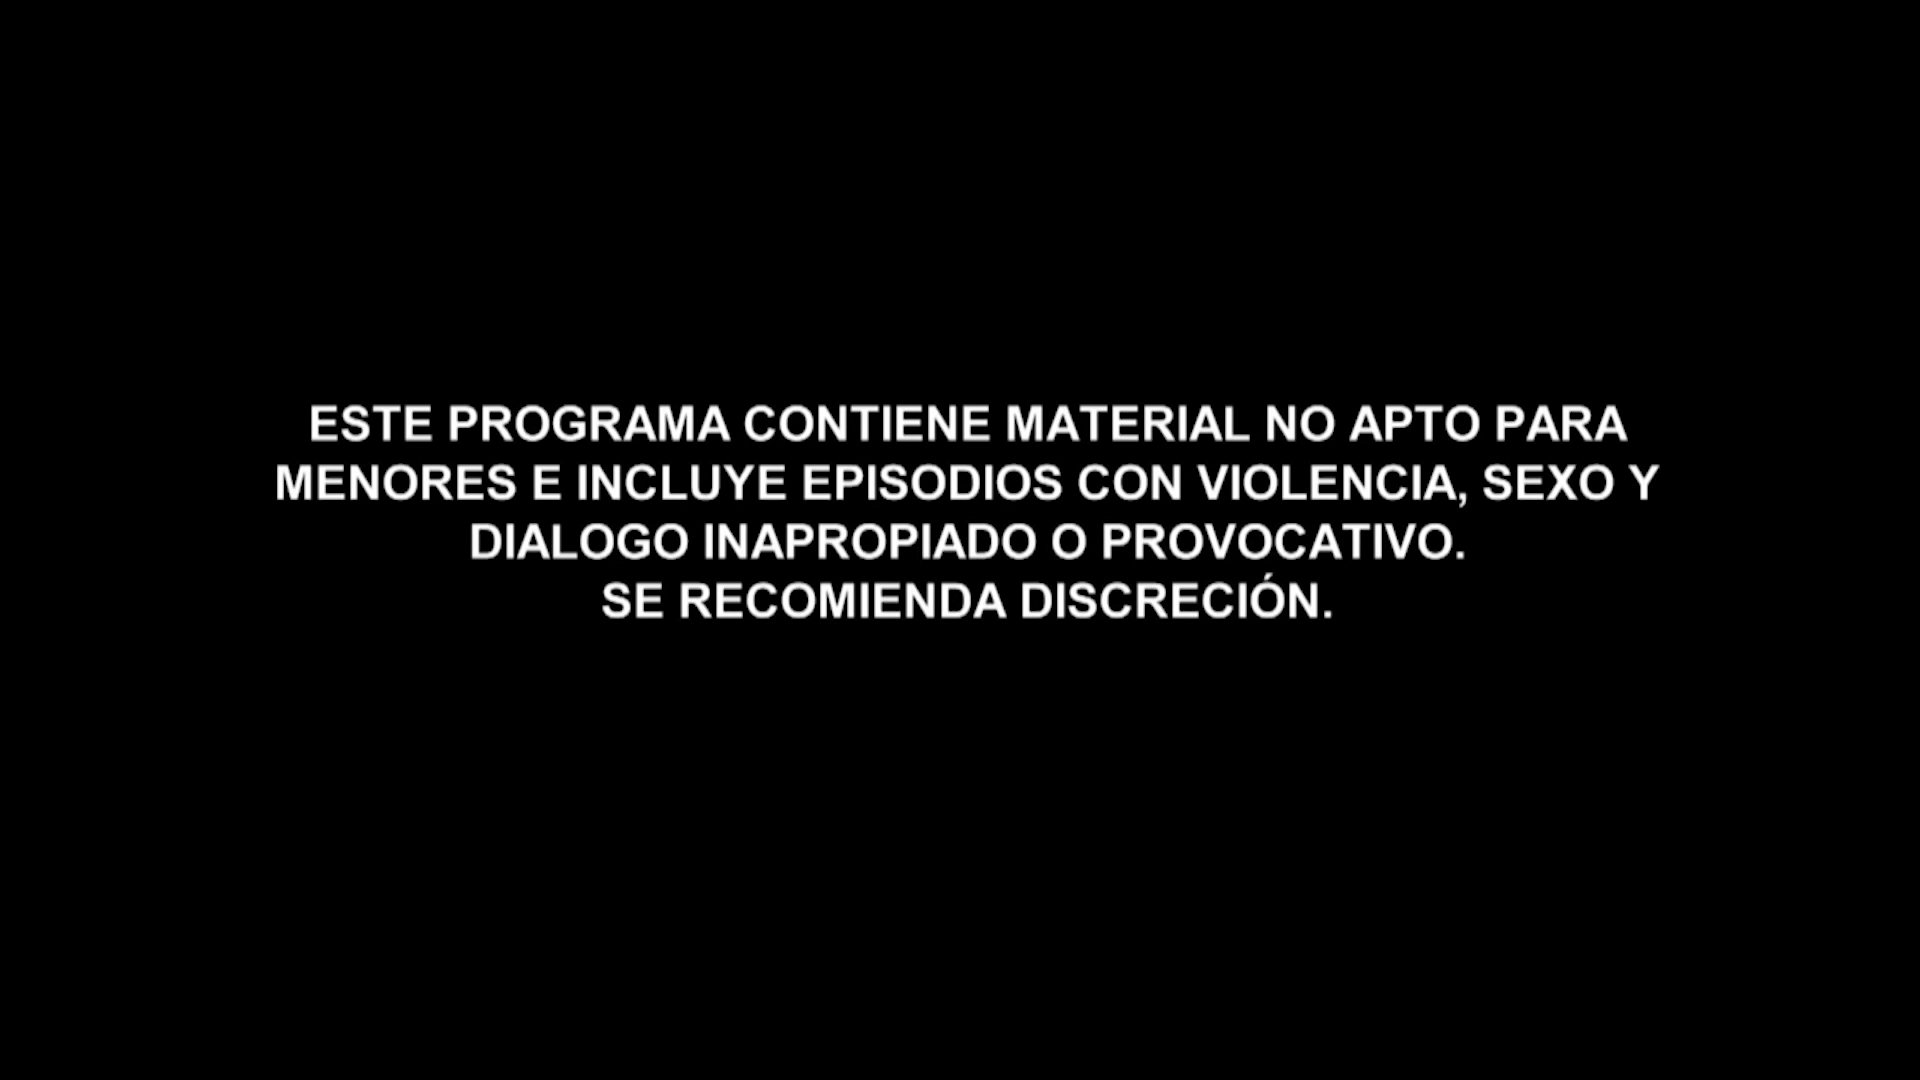 ESTE PROGRAMA CONTIENE MATERIAL NO APTO PARA
MENORES E INCLUYE EPISODIOS CON VIOLENCIA, SEXO Y
DIALOGO INAPROPIADO O PROVOCATIVO.
SE RECOMIENDA DISCRECIÓN.